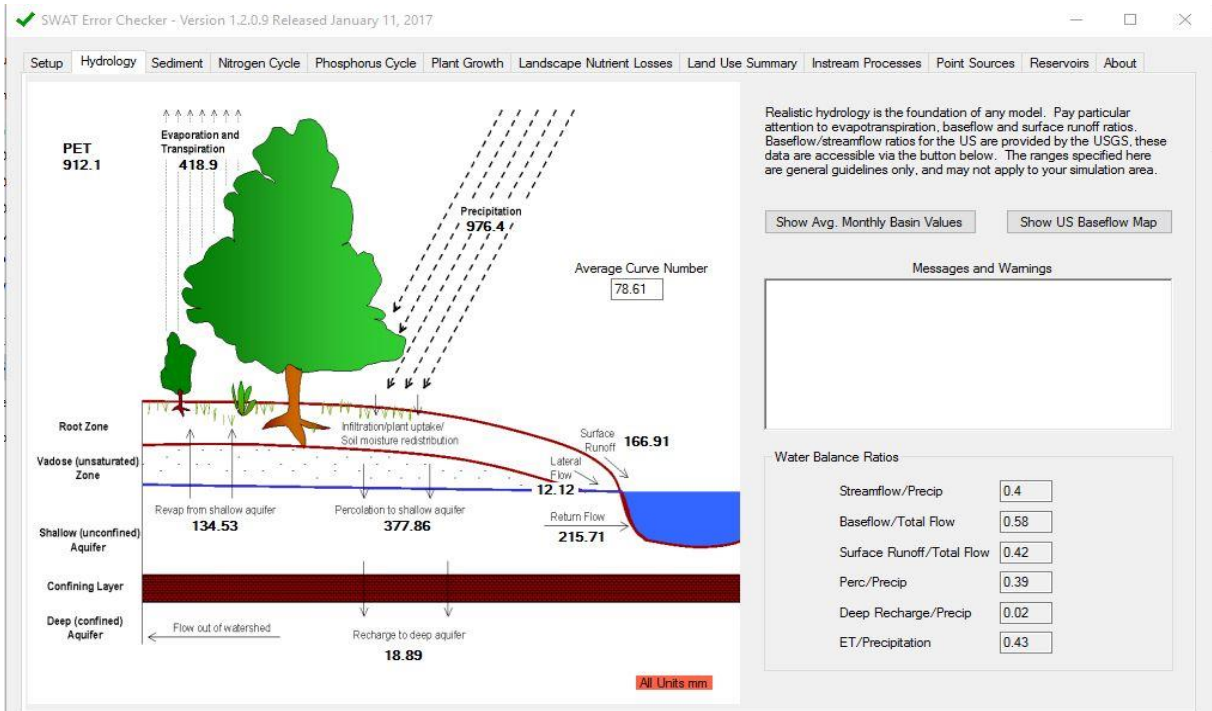 SWAT Error Checker - Version 1.2.0.9 Released January 11, 2017
Setup
Hydrology
Sediment
Nitrogen Cycle
Phosphorus Cycle
Plant Growth
Landscape Nutrient Losses
Land Use Summary
Instream Processes
Point Sources
Reservoirs
About
PET
912.1
Evaporation and
Transpiration
418.9
Precipitation
976.4
Average Curve Number
78.61
Root Zone
Infiltration/plant uptake/
Soil moisture redistribution
Surface
Runoff
166.91
Vadose (unsaturated)
Zone
Lateral
Flow
12.12
Revap from shallow aquifer
134.53
Percolation to shallow aquifer
377.86
Return Flow
215.71
Shallow (unconfined)
Aquifer
Confining Layer
Deep (confined)
Aquifer
Flow out of watershed
Recharge to deep aquifer
18.89
All Units mm
Realistic hydrology is the foundation of any model. Pay particular
attention to evapotranspiration, baseflow and surface runoff ratios.
Baseflow/streamflow ratios for the US are provided by the USGS, these
data are accessible via the button below. The ranges specified here
are general guidelines only, and may not apply to your simulation area.
Show Avg. Monthly Basin Values
Show US Baseflow Map
Messages and Warnings
Water Balance Ratios
Streamflow/Precip 0.4
Baseflow/Total Flow 0.58
Surface Runoff/Total Flow 0.42
Perc/Precip 0.39
Deep Recharge/Precip 0.02
ET/Precipitation 0.43